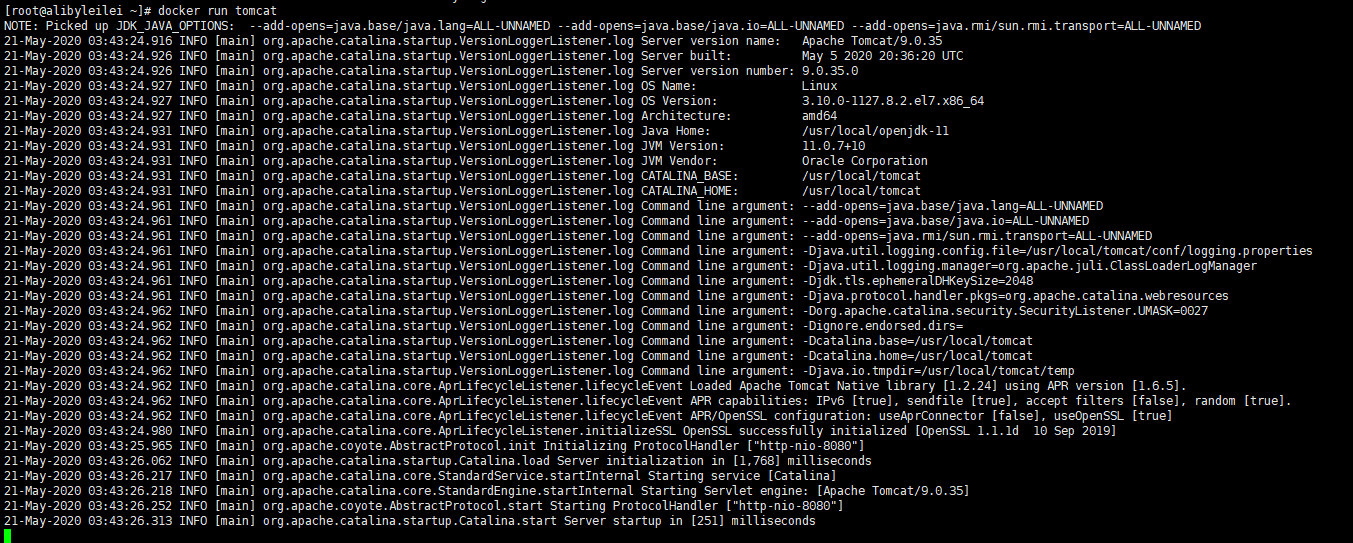 [root@alibyleilei ~]# docker run tomcat
NOTE: Picked up JDK_JAVA_OPTIONS:  --add-opens=java.base/java.lang=ALL-UNNAMED --add-opens=java.base/java.io=ALL-UNNAMED --add-opens=java.rmi/sun.rmi.transport=ALL-UNNAMED
21-May-2020 03:43:24.916 INFO [main] org.apache.catalina.startup.VersionLoggerListener.log Server version name:   Apache Tomcat/9.0.35
21-May-2020 03:43:24.926 INFO [main] org.apache.catalina.startup.VersionLoggerListener.log Server built:          May 5 2020 20:36:20 UTC
21-May-2020 03:43:24.926 INFO [main] org.apache.catalina.startup.VersionLoggerListener.log Server version number: 9.0.35.0
21-May-2020 03:43:24.927 INFO [main] org.apache.catalina.startup.VersionLoggerListener.log OS Name:               Linux
21-May-2020 03:43:24.927 INFO [main] org.apache.catalina.startup.VersionLoggerListener.log OS Version:            3.10.0-1127.8.2.el7.x86_64
21-May-2020 03:43:24.927 INFO [main] org.apache.catalina.startup.VersionLoggerListener.log Architecture:          amd64
21-May-2020 03:43:24.931 INFO [main] org.apache.catalina.startup.VersionLoggerListener.log Java Home:             /usr/local/openjdk-11
21-May-2020 03:43:24.931 INFO [main] org.apache.catalina.startup.VersionLoggerListener.log JVM Version:           11.0.7+10
21-May-2020 03:43:24.931 INFO [main] org.apache.catalina.startup.VersionLoggerListener.log JVM Vendor:            Oracle Corporation
21-May-2020 03:43:24.931 INFO [main] org.apache.catalina.startup.VersionLoggerListener.log CATALINA_BASE:         /usr/local/tomcat
21-May-2020 03:43:24.931 INFO [main] org.apache.catalina.startup.VersionLoggerListener.log CATALINA_HOME:         /usr/local/tomcat
21-May-2020 03:43:24.961 INFO [main] org.apache.catalina.startup.VersionLoggerListener.log Command line argument: --add-opens=java.base/java.lang=ALL-UNNAMED
21-May-2020 03:43:24.961 INFO [main] org.apache.catalina.startup.VersionLoggerListener.log Command line argument: --add-opens=java.base/java.io=ALL-UNNAMED
21-May-2020 03:43:24.961 INFO [main] org.apache.catalina.startup.VersionLoggerListener.log Command line argument: --add-opens=java.rmi/sun.rmi.transport=ALL-UNNAMED
21-May-2020 03:43:24.961 INFO [main] org.apache.catalina.startup.VersionLoggerListener.log Command line argument: -Djava.util.logging.config.file=/usr/local/tomcat/conf/logging.properties
21-May-2020 03:43:24.961 INFO [main] org.apache.catalina.startup.VersionLoggerListener.log Command line argument: -Djava.util.logging.manager=org.apache.juli.ClassLoaderLogManager
21-May-2020 03:43:24.961 INFO [main] org.apache.catalina.startup.VersionLoggerListener.log Command line argument: -Djdk.tls.ephemeralDHKeySize=2048
21-May-2020 03:43:24.961 INFO [main] org.apache.catalina.startup.VersionLoggerListener.log Command line argument: -Djava.protocol.handler.pkgs=org.apache.catalina.webresources
21-May-2020 03:43:24.962 INFO [main] org.apache.catalina.startup.VersionLoggerListener.log Command line argument: -Dorg.apache.catalina.security.SecurityListener.UMASK=0027
21-May-2020 03:43:24.962 INFO [main] org.apache.catalina.startup.VersionLoggerListener.log Command line argument: -Dignore.endorsed.dirs=
21-May-2020 03:43:24.962 INFO [main] org.apache.catalina.startup.VersionLoggerListener.log Command line argument: -Dcatalina.base=/usr/local/tomcat
21-May-2020 03:43:24.962 INFO [main] org.apache.catalina.startup.VersionLoggerListener.log Command line argument: -Dcatalina.home=/usr/local/tomcat
21-May-2020 03:43:24.962 INFO [main] org.apache.catalina.startup.VersionLoggerListener.log Command line argument: -Djava.io.tmpdir=/usr/local/tomcat/temp
21-May-2020 03:43:24.962 INFO [main] org.apache.catalina.core.AprLifecycleListener.lifecycleEvent Loaded Apache Tomcat Native library [1.2.24] using APR version [1.6.5].
21-May-2020 03:43:24.962 INFO [main] org.apache.catalina.core.AprLifecycleListener.lifecycleEvent APR capabilities: IPv6 [true], sendfile [true], accept filters [false], random [true].
21-May-2020 03:43:24.962 INFO [main] org.apache.catalina.core.AprLifecycleListener.lifecycleEvent APR/OpenSSL configuration: useAprConnector [false], useOpenSSL [true]
21-May-2020 03:43:24.980 INFO [main] org.apache.catalina.core.AprLifecycleListener.initializeSSL OpenSSL successfully initialized [OpenSSL 1.1.1d  10 Sep 2019]
21-May-2020 03:43:25.965 INFO [main] org.apache.coyote.AbstractProtocol.init Initializing ProtocolHandler ["http-nio-8080"]
21-May-2020 03:43:26.062 INFO [main] org.apache.catalina.startup.Catalina.load Server initialization in [1,768] milliseconds
21-May-2020 03:43:26.217 INFO [main] org.apache.catalina.core.StandardService.startInternal Starting service [Catalina]
21-May-2020 03:43:26.218 INFO [main] org.apache.catalina.core.StandardEngine.startInternal Starting Servlet engine: [Apache Tomcat/9.0.35]
21-May-2020 03:43:26.252 INFO [main] org.apache.coyote.AbstractProtocol.start Starting ProtocolHandler ["http-nio-8080"]
21-May-2020 03:43:26.313 INFO [main] org.apache.catalina.startup.Catalina.start Server startup in [251] milliseconds